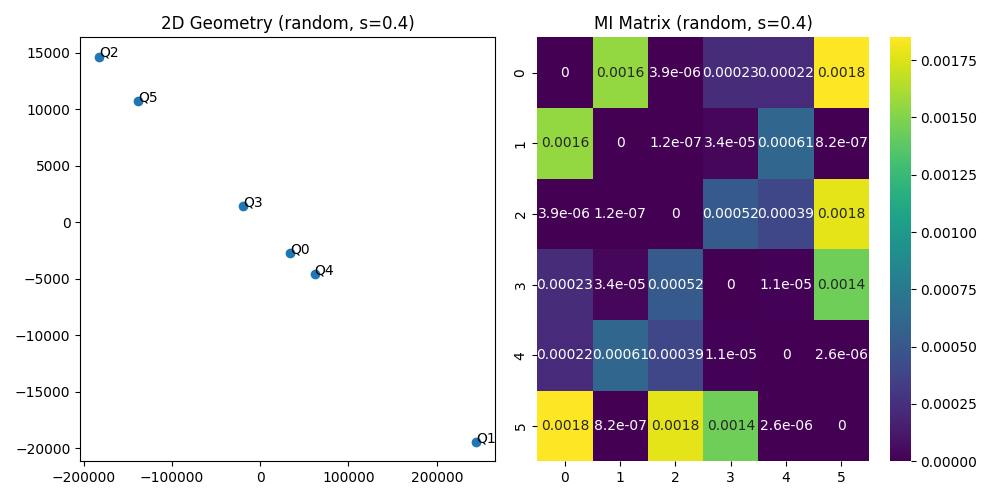 2D Geometry (random, s=0.4)
15000
10000
5000
0
−5000
−10000
−15000
−20000
−200000 −100000 0 100000 200000
Q2
Q5
Q3
Q0
Q4
Q1
MI Matrix (random, s=0.4)
0 0 0.0016 3.9e-06 0.00023 0.00022 0.0018
1 0.0016 0 1.2e-07 3.4e-05 0.00061 8.2e-07
2 3.9e-06 1.2e-07 0 0.00052 0.00039 0.0018
3 0.00023 3.4e-05 0.00052 0 1.1e-05 0.0014
4 0.00022 0.00061 0.00039 1.1e-05 0 2.6e-06
5 0.0018 8.2e-07 0.0018 0.0014 2.6e-06 0
0 1 2 3 4 5
0.00175
0.00150
0.00125
0.00100
0.00075
0.00050
0.00025
0.00000